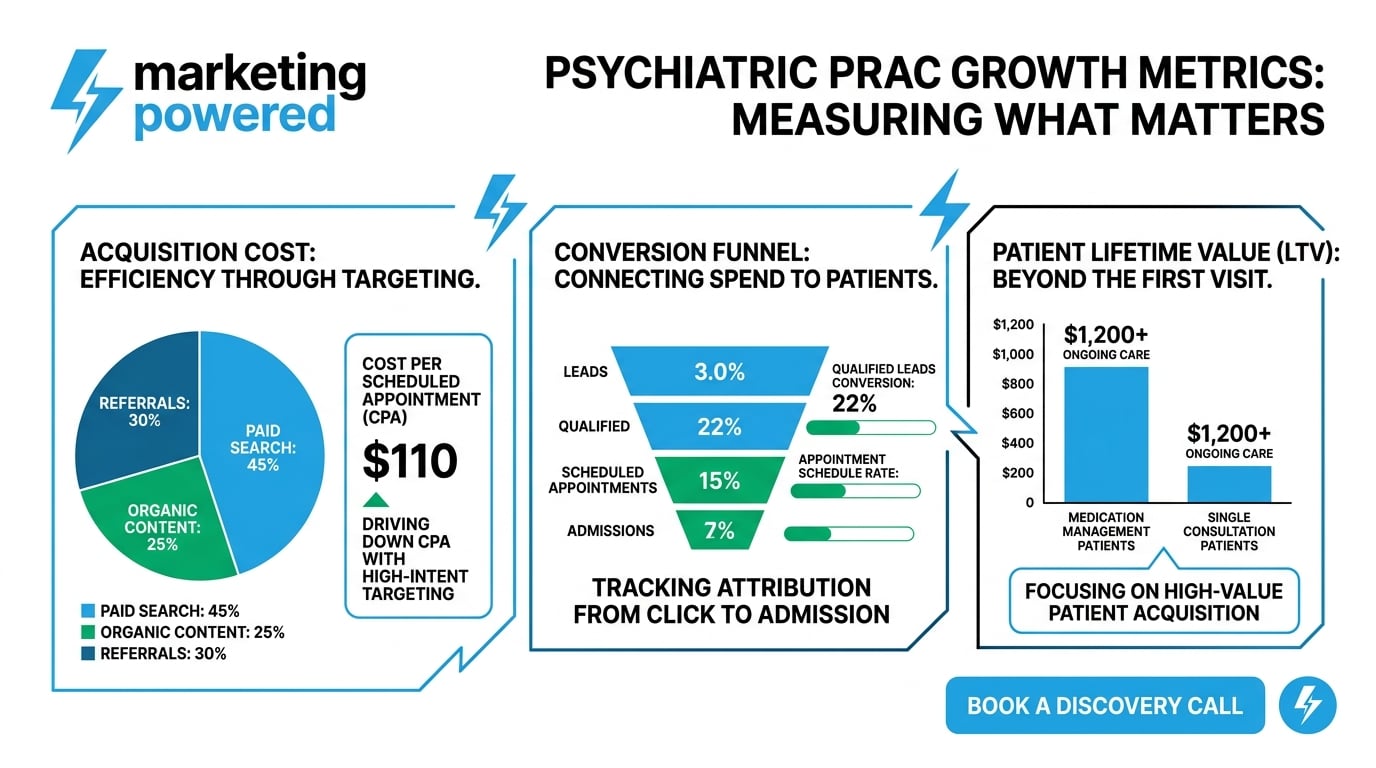 marketing
powered
PSYCHIATRIC PRAC GROWTH METRICS:
MEASURING WHAT MATTERS
ACQUISITION COST:
EFFICIENCY THROUGH TARGETING.
REFERRALS:
30%
PAID
SEARCH:
45%
ORGANIC
CONTENT:
25%
PAID SEARCH: 45%
ORGANIC CONTENT: 25%
REFERRALS: 30%
COST PER
SCHEDULED
APPOINTMENT
(CPA)
$110
DRIVING
DOWN CPA
WITH
HIGH-INTENT
TARGETING
CONVERSION FUNNEL:
CONNECTING SPEND TO PATIENTS.
LEADS
3.0%
QUALIFIED
22%
SCHEDULED
APPOINTMENTS
15%
ADMISSIONS
7%
QUALIFIED LEADS
CONVERSION:
22%
APPOINTMENT
SCHEDULE RATE:
TRACKING ATTRIBUTION
FROM CLICK TO ADMISSION
PATIENT LIFETIME VALUE (LTV):
BEYOND THE FIRST VISIT.
$1,200
$1,000
$800
$600
$400
$200
0
$1,200+
ONGOING CARE
$1,200+
ONGOING CARE
MEDICATION
MANAGEMENT
PATIENTS
SINGLE
CONSULTATION
PATIENTS
FOCUSING ON HIGH-VALUE
PATIENT ACQUISITION
BOOK A DISCOVERY CALL